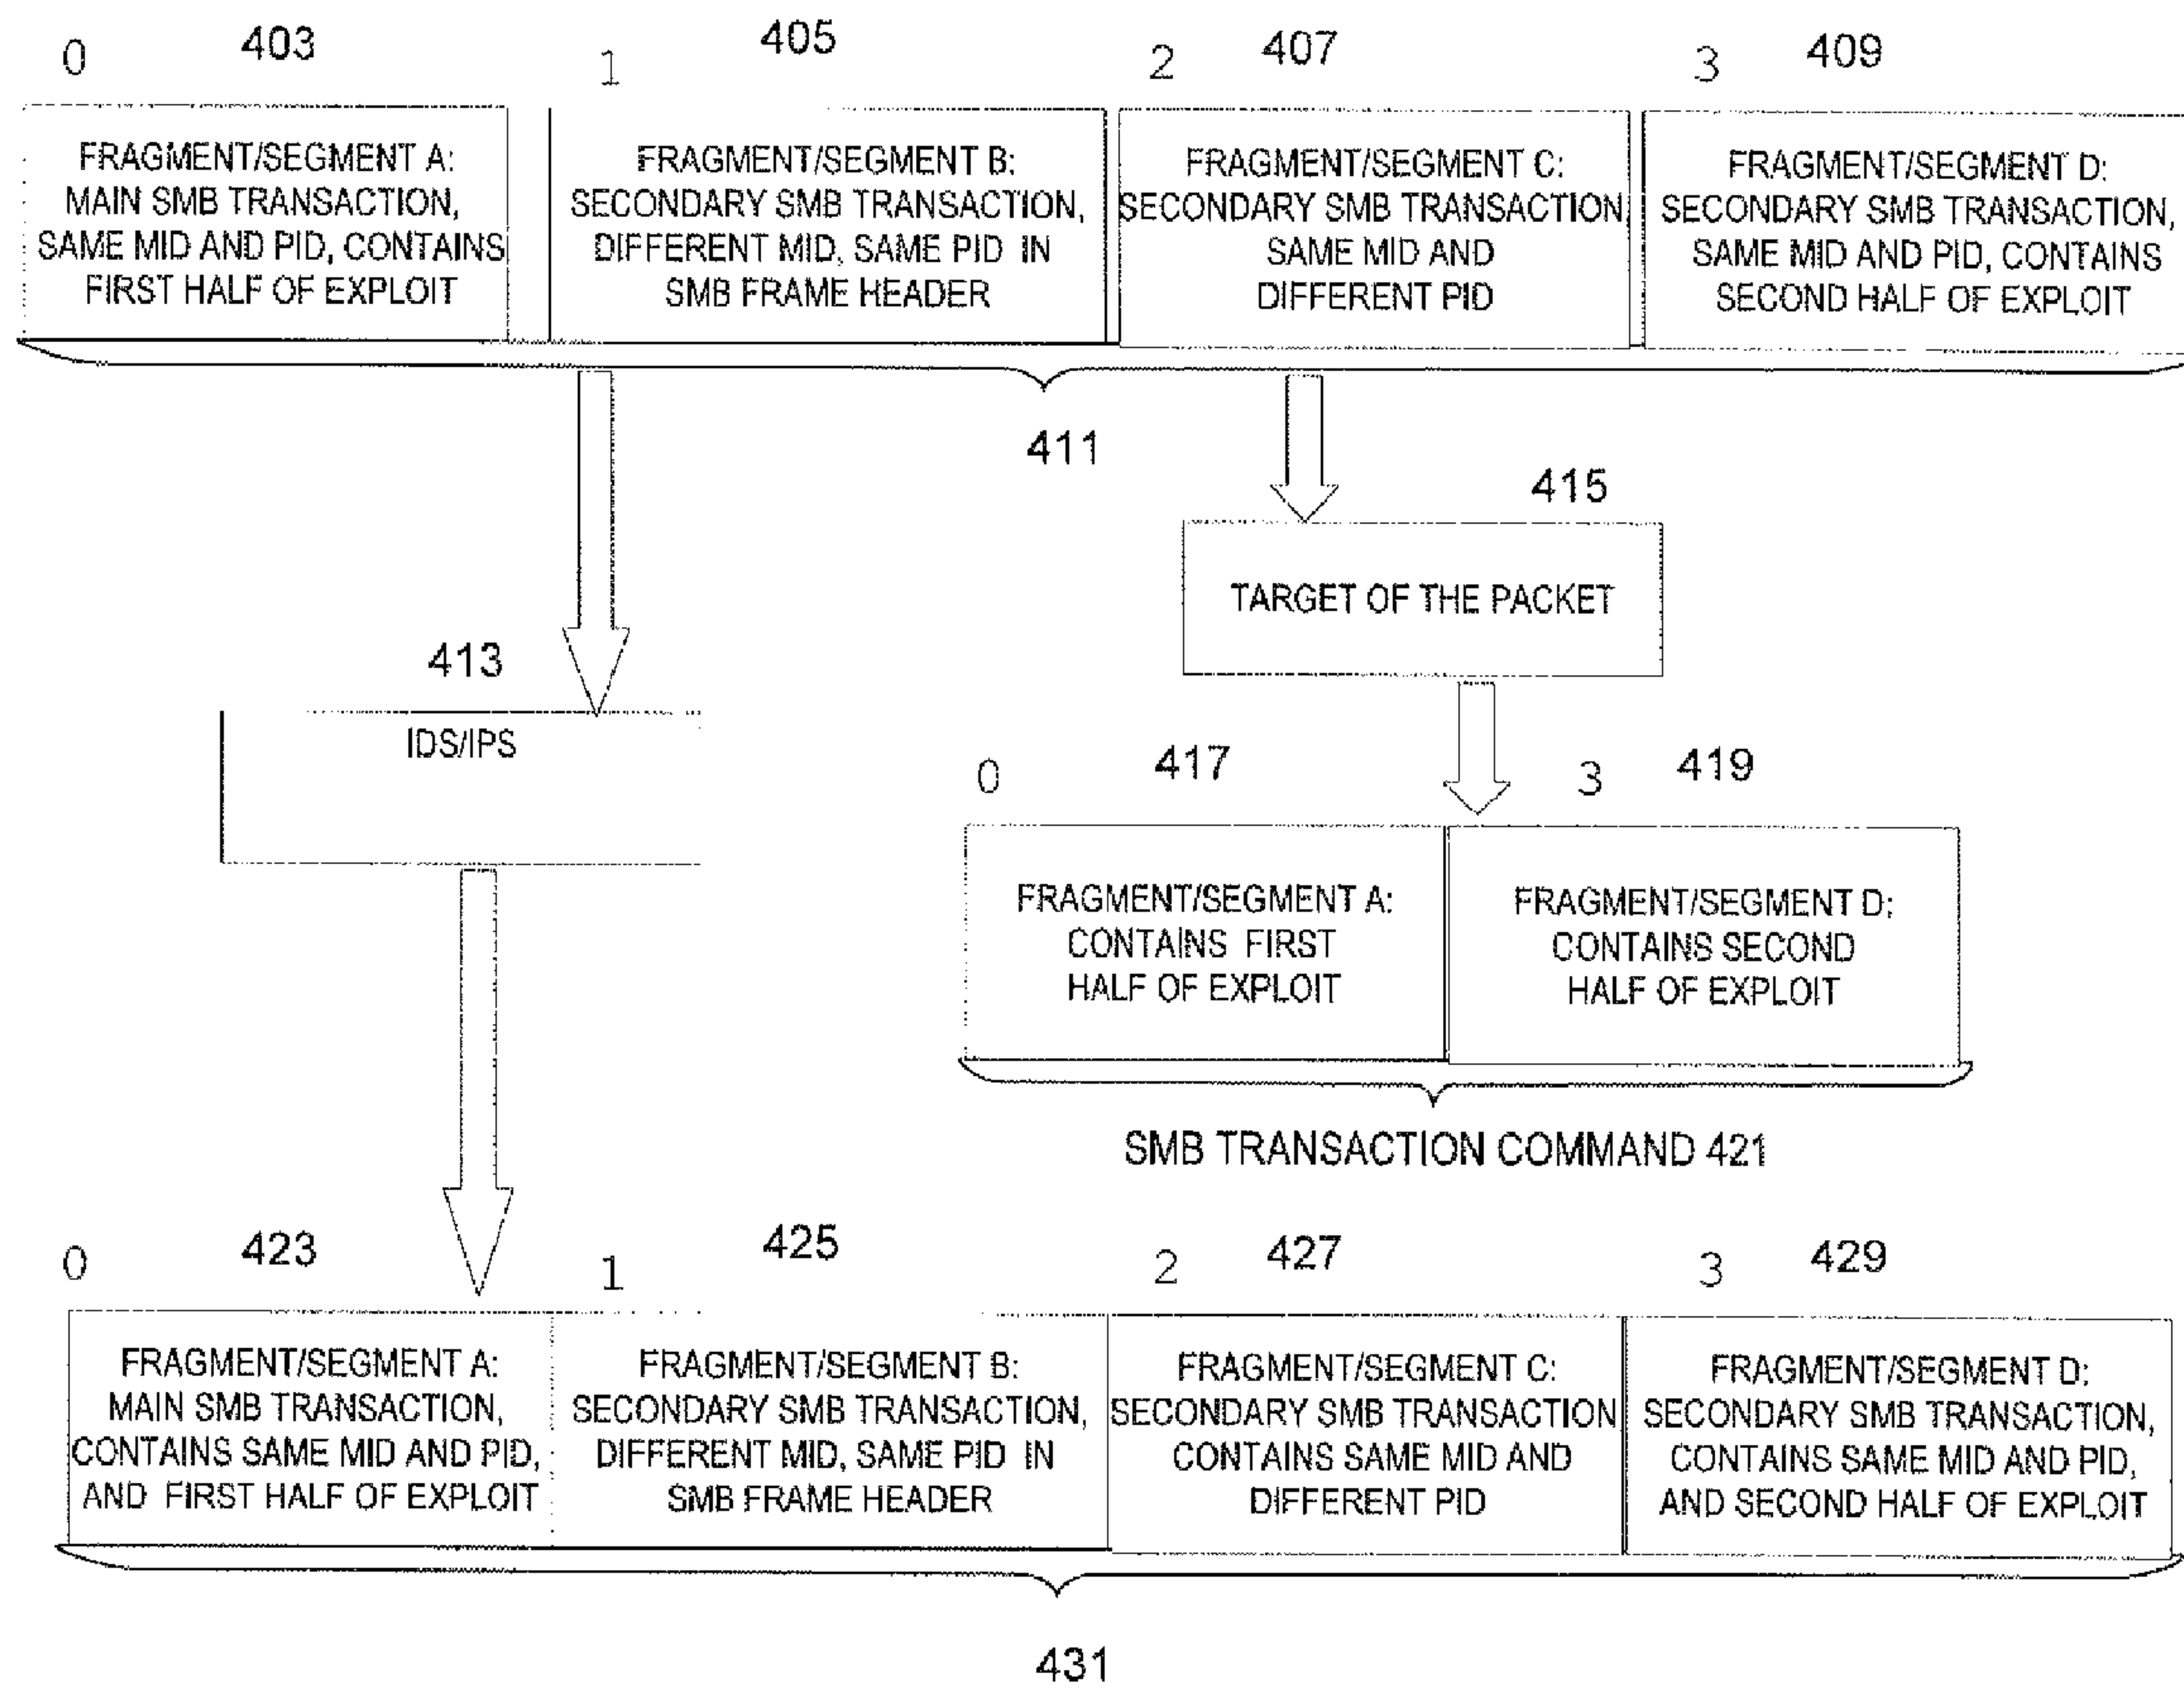 0 403 1 405 2 407 3 409
FRAGMENT/SEGMENT A:
MAIN SMB TRANSACTION,
SAME MID AND PID, CONTAINS
FIRST HALF OF EXPLOIT
FRAGMENT/SEGMENT B:
SECONDARY SMB TRANSACTION,
DIFFERENT MID, SAME PID IN
SMB FRAME HEADER
FRAGMENT/SEGMENT C:
SECONDARY SMB TRANSACTION,
SAME MID AND
DIFFERENT PID
FRAGMENT/SEGMENT D:
SECONDARY SMB TRANSACTION,
SAME MID AND PID, CONTAINS
SECOND HALF OF EXPLOIT
411
415
TARGET OF THE PACKET
413
IDS/IPS
0 417 3 419
FRAGMENT/SEGMENT A:
CONTAINS FIRST
HALF OF EXPLOIT
FRAGMENT/SEGMENT D:
CONTAINS SECOND
HALF OF EXPLOIT
SMB TRANSACTION COMMAND 421
0 423 1 425 2 427 3 429
FRAGMENT/SEGMENT A:
MAIN SMB TRANSACTION,
CONTAINS SAME MID AND PID,
AND FIRST HALF OF EXPLOIT
FRAGMENT/SEGMENT B:
SECONDARY SMB TRANSACTION,
DIFFERENT MID, SAME PID IN
SMB FRAME HEADER
FRAGMENT/SEGMENT C:
SECONDARY SMB TRANSACTION
CONTAINS SAME MID AND
DIFFERENT PID
FRAGMENT/SEGMENT D:
SECONDARY SMB TRANSACTION,
CONTAINS SAME MID AND PID,
AND SECOND HALF OF EXPLOIT
431